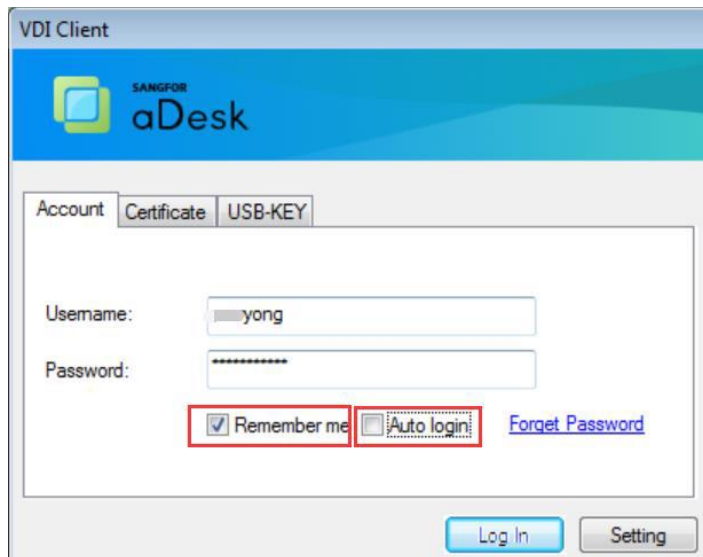 VDI Client
SANGFOR
aDesk
Account Certificate USB-KEY
Username: yong
Password: ***********
Remember me Auto login Forget Password
Log In Setting